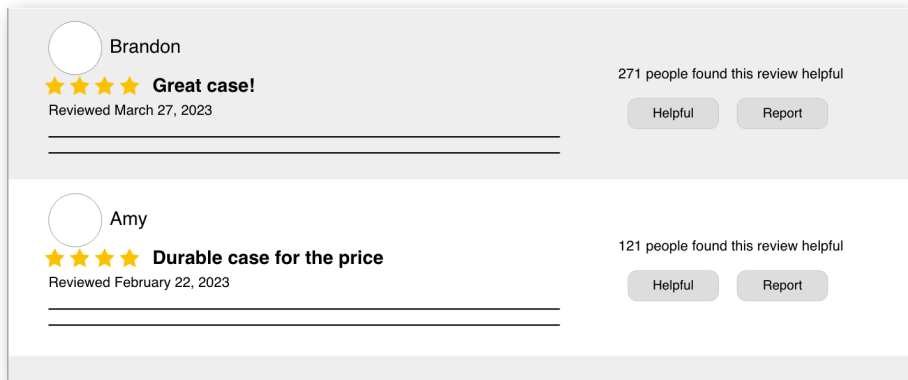 Brandon
Great case!
Reviewed March 27, 2023
271 people found this review helpful
Helpful
Report
Amy
Durable case for the price
Reviewed February 22, 2023
121 people found this review helpful
Helpful
Report